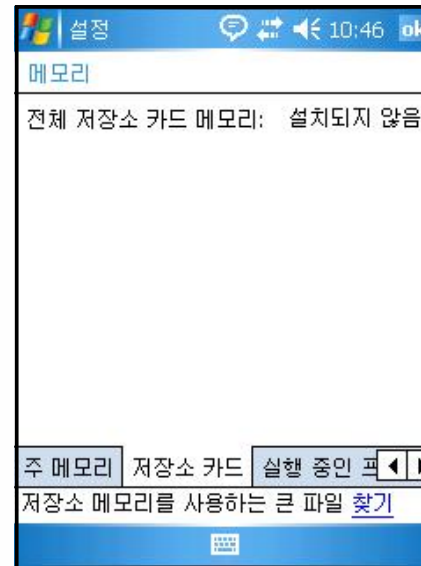 설정 10:46 ok
메모리
전체 저장소 카드 메모리: 설치되지 않음
주 메모리 저장소 카드 실행 중인 프
저장소 메모리를 사용하는 큰 파일 찾기